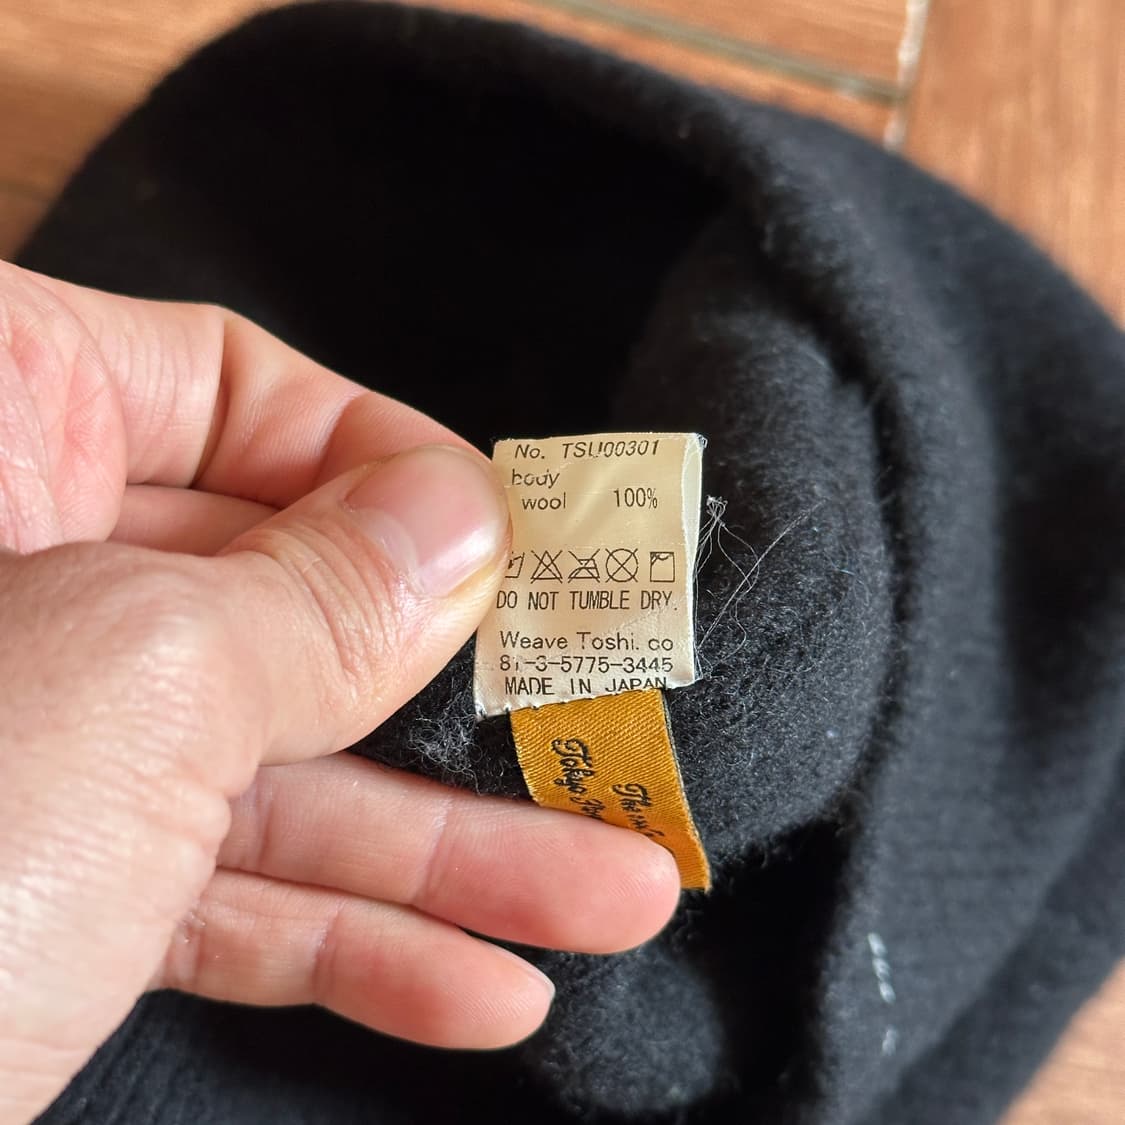 No. TSU00301
body
wool 100%
DO NOT TUMBLE DRY.
Weave Toshi. co
81-3-5775-3445
MADE IN JAPAN
Tokyo